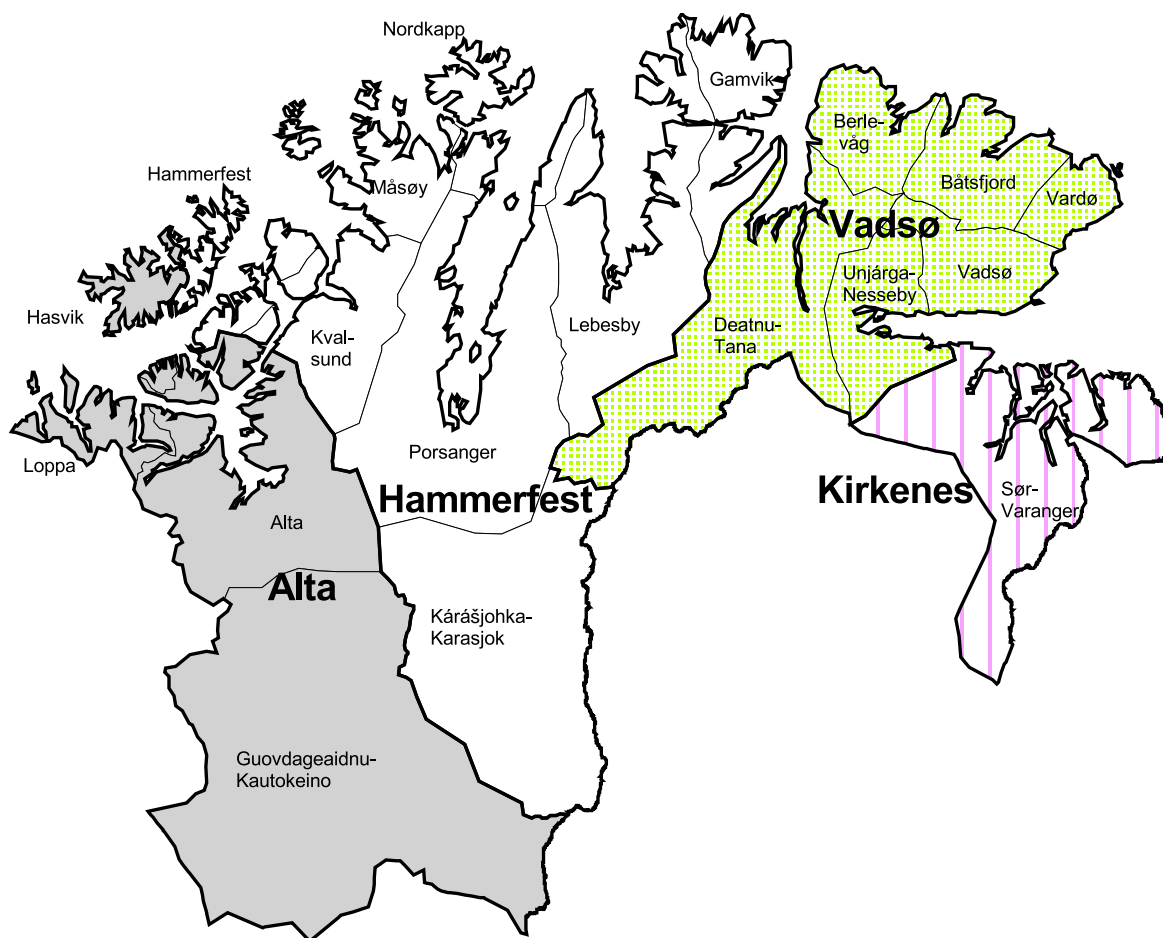 Nordkapp
Gamvik
Berle-
våg
Hammerfest
Måsøy
Båtsfjord
Vardø
Vadsø
Unjárga-
Nesseby
Vadsø
Hasvik
Kval-
sund
Lebesby
Deatnu-
Tana
Loppa
Porsanger
Hammerfest
Kirkenes
Sør-
Varanger
Alta
Alta
Kárášjohka-
Karasjok
Guovdageaidnu-
Kautokeino